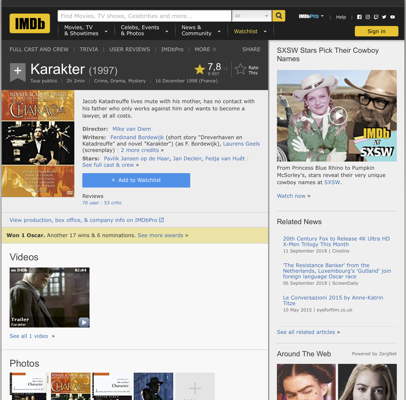 IMDb
Find Movies, TV shows, Celebrities and more...
All
IMDbPro
Help
Movies, TV
& Showtimes
Celebs, Events
& Photos
News &
Community
Watchlist
Sign in
FULL CAST AND CREW | TRIVIA | USER REVIEWS | IMDbPro | MORE
SHARE
Karakter (1997)
7,8
Rate
This
Tous publics | 2h 2min | Crime, Drama, Mystery | 16 December 1998 (France)
Jacob Katadreuffe lives mute with his mother, has no contact with
his father who only works against him and wants to become a
lawyer, at all costs.
Director: Mike van Diem
Writers: Ferdinand Bordewijk (short story "Dreverhaven en
Katadreuffe" and novel "Karakter") (as F. Bordewijk), Laurens Geels
(screenplay) 2 more credits »
Stars: Pavlik Jansen op de Haar, Jan Decleir, Fedja van Huêt
See full cast & crew »
+ Add to Watchlist
Reviews
70 user | 53 critic
View production, box office, & company info on IMDbPro
Won 1 Oscar. Another 17 wins & 6 nominations. See more awards »
Videos
Trailer
Karakter
02:04
See all 1 video »
Photos
SXSW Stars Pick Their Cowboy
Names
IMDb
AT
SXSW
From Princess Blue Rhino to Pumpkin
McSorley's, stars reveal their very
unique cowboy names at SXSW.
Watch now »
Related News
20th Century Fox to Release 4K Ultra HD
X-Men Trilogy This Month
11 September 2018 | Cinelinx
'The Resistance Banker' from the
Netherlands, Luxembourg's 'Gutland' join
foreign language Oscar race
06 September 2018 | ScreenDaily
Le Conversazioni 2015 by Anne-Katrin
Titze
10 May 2015 | eyeforfilm.co.uk
See all related articles »
Around The Web
Powered by ZergNet